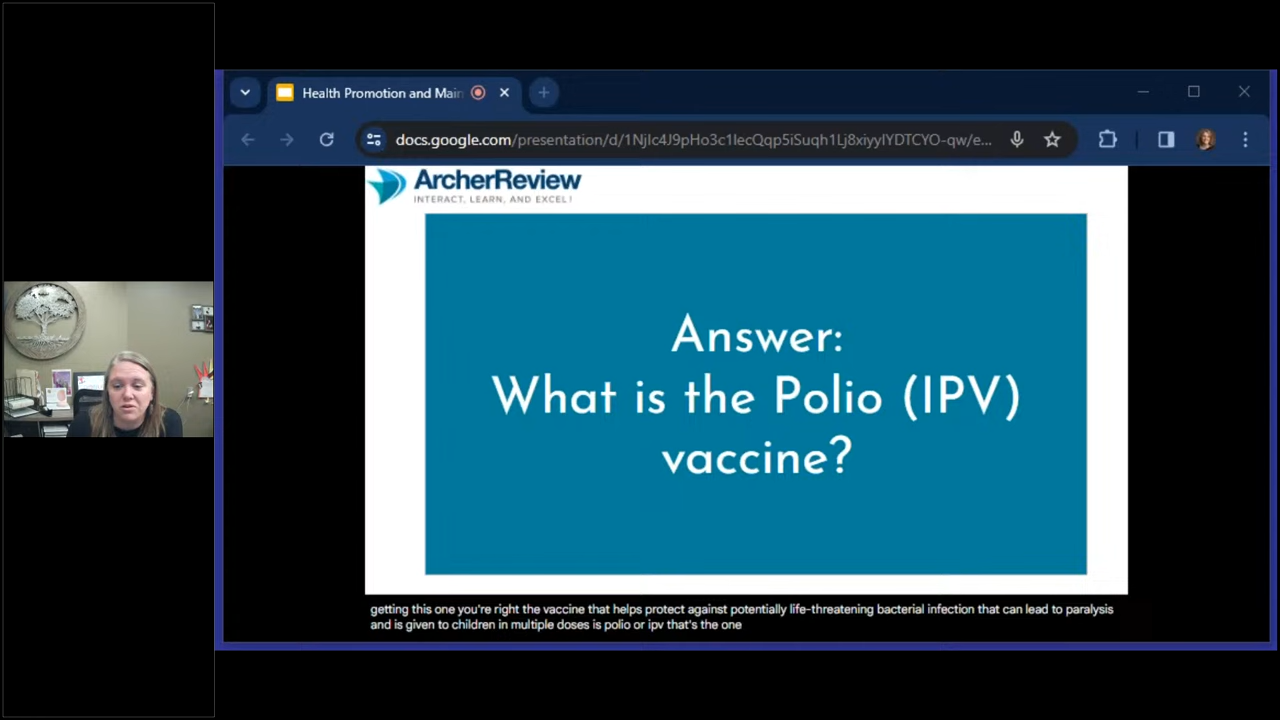 Health Promotion and Main
docs.google.com/presentation/d/1NjIc4J9pHo3c1IecQqp5iSuqh1Lj8xiyyIYDTCYO-qw/e...
ArcherReview
INTERACT, LEARN, AND EXCEL!
Answer:
What is the Polio (IPV)
vaccine?
getting this one you're right the vaccine that helps protect against potentially life-threatening bacterial infection that can lead to paralysis
and is given to children in multiple doses is polio or ipv that's the one